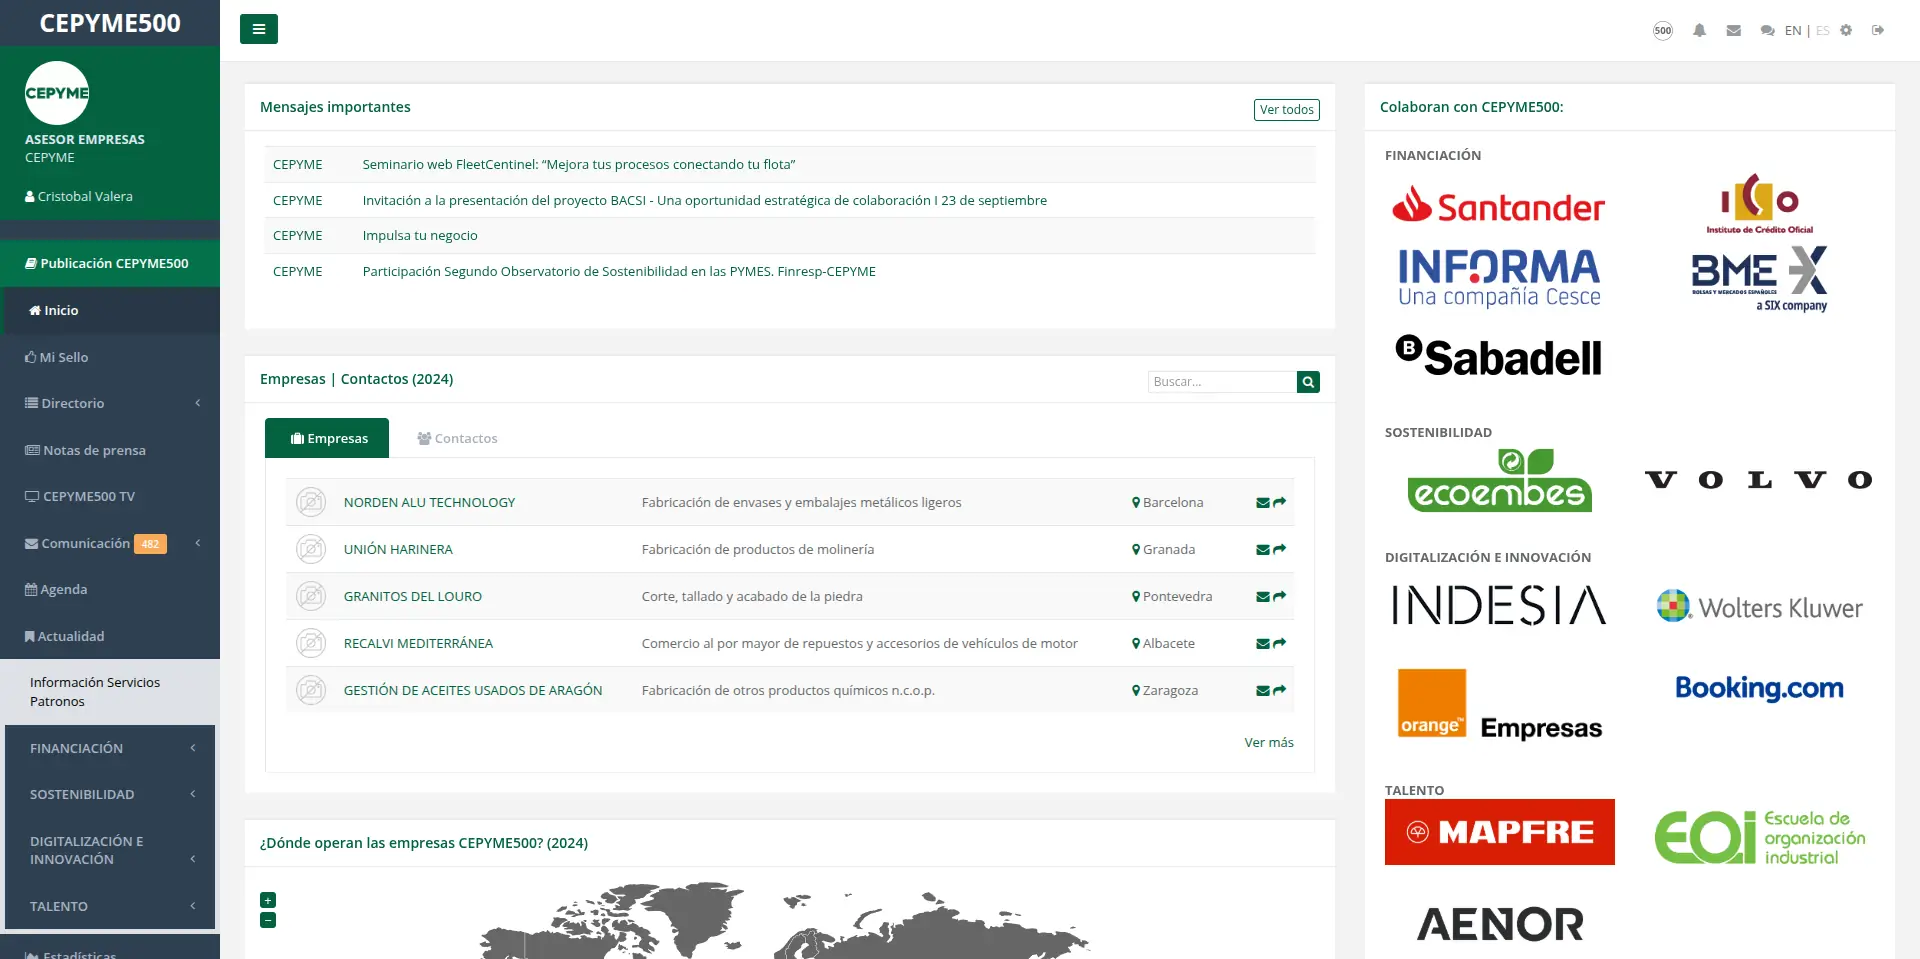 CEPYME500
CEPYME
ASESOR EMPRESAS
CEPYME
Cristobal Valera
Publicación CEPYME500
Inicio
Mi Sello
Directorio
Notas de prensa
CEPYME500 TV
Comunicación 482
Agenda
Actualidad
Información Servicios
Patronos
FINANCIACIÓN
SOSTENIBILIDAD
DIGITALIZACIÓN E
INNOVACIÓN
TALENTO
Estadísticas
500 EN | ES
Mensajes importantes
Ver todos
CEPYME Seminario web FleetCentinel: “Mejora tus procesos conectando tu flota”
CEPYME Invitación a la presentación del proyecto BACSI - Una oportunidad estratégica de colaboración I 23 de septiembre
CEPYME Impulsa tu negocio
CEPYME Participación Segundo Observatorio de Sostenibilidad en las PYMES. Finresp-CEPYME
Empresas | Contactos (2024)
Buscar...
Empresas Contactos
NORDEN ALU TECHNOLOGY Fabricación de envases y embalajes metálicos ligeros Barcelona
UNIÓN HARINERA Fabricación de productos de molinería Granada
GRANITOS DEL LOURO Corte, tallado y acabado de la piedra Pontevedra
RECALVI MEDITERRÁNEA Comercio al por mayor de repuestos y accesorios de vehículos de motor Albacete
GESTIÓN DE ACEITES USADOS DE ARAGÓN Fabricación de otros productos químicos n.c.o.p. Zaragoza
Ver más
¿Dónde operan las empresas CEPYME500? (2024)
+
−
Colaboran con CEPYME500:
FINANCIACIÓN
Santander
ICO
Instituto de Crédito Oficial
INFORMA
Una compañía Cesce
BME X
BOLSAS Y MERCADOS ESPAÑOLES
a SIX company
B Sabadell
SOSTENIBILIDAD
ecoembes
VOLVO
DIGITALIZACIÓN E INNOVACIÓN
INDESIA
Wolters Kluwer
orange™ Empresas
Booking.com
TALENTO
MAPFRE
EOi Escuela de
organización
industrial
AENOR